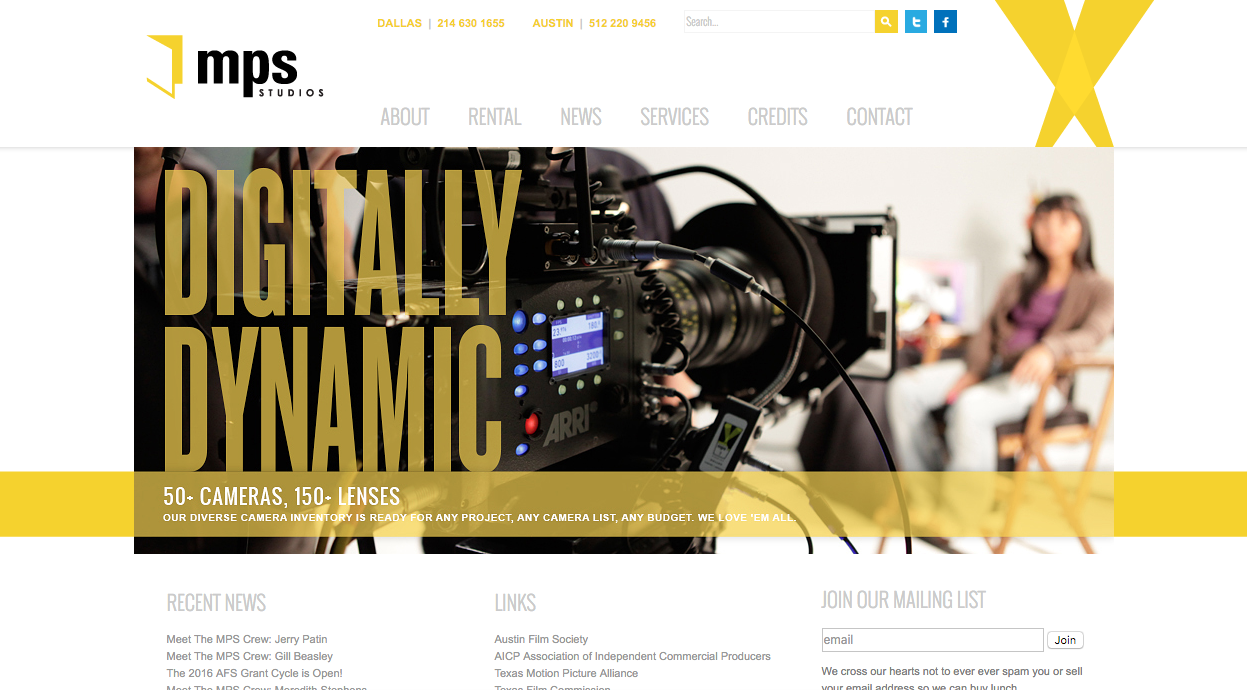 DALLAS | 214 630 1655 AUSTIN | 512 220 9456 Search...
mps
STUDIOS
ABOUT RENTAL NEWS SERVICES CREDITS CONTACT
DIGITALLY
DYNAMIC
ARRI
50+ CAMERAS, 150+ LENSES
OUR DIVERSE CAMERA INVENTORY IS READY FOR ANY PROJECT, ANY CAMERA LIST, ANY BUDGET. WE LOVE 'EM ALL.
RECENT NEWS
Meet The MPS Crew: Jerry Patin
Meet The MPS Crew: Gill Beasley
The 2016 AFS Grant Cycle is Open!
Meet The MPS Crew: Meredith Stephens
LINKS
Austin Film Society
AICP Association of Independent Commercial Producers
Texas Motion Picture Alliance
Texas Film Commission
JOIN OUR MAILING LIST
email Join
We cross our hearts not to ever ever spam you or sell
your email address so we can buy lunch.